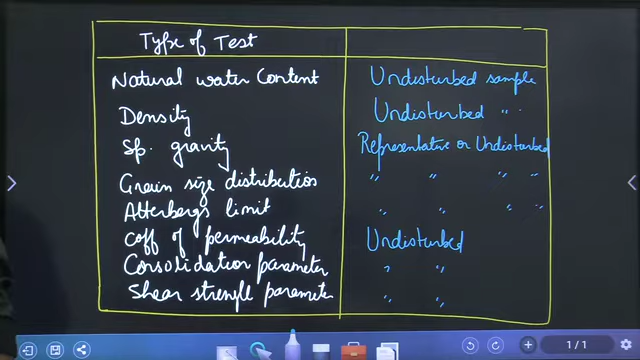 Type of Test
Natural water Content Undisturbed sample
Density Undisturbed "
Sp. gravity Representative or Undisturbed
Grain size distribution " " " "
Atterbergs limit " " " "
Coff of permeability Undisturbed
Consolidation parameter " "
Shear strength parameter " "
1/1